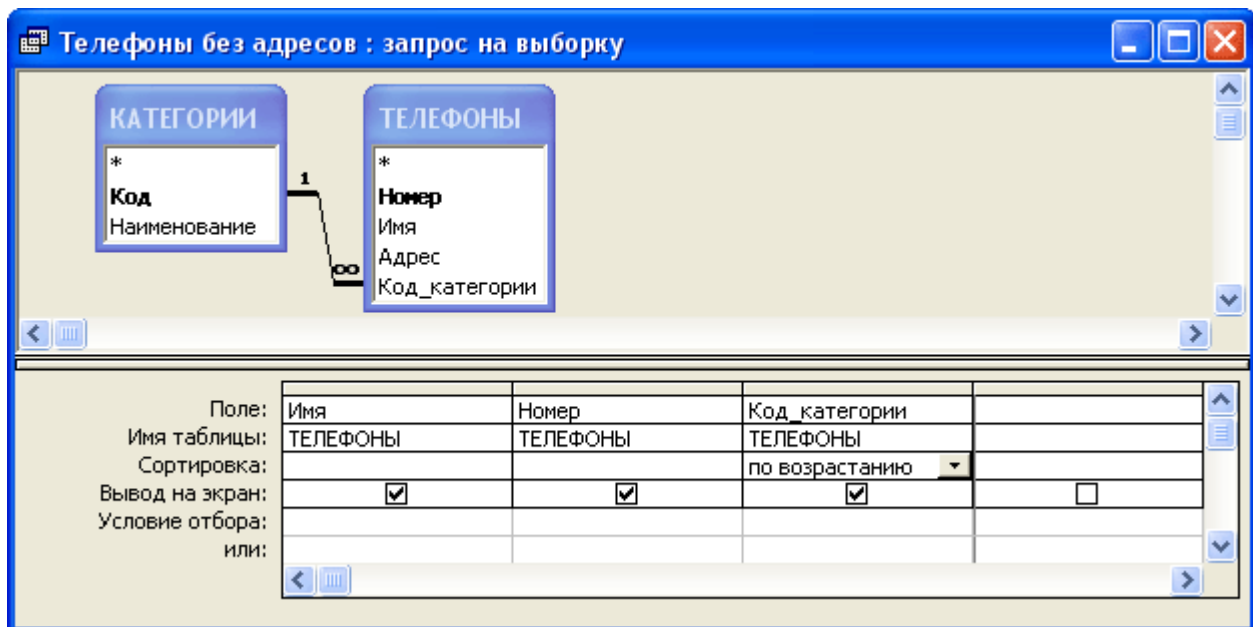 Телефоны без адресов : запрос на выборку
КАТЕГОРИИ
*
Код
Наименование
1
∞
ТЕЛЕФОНЫ
*
Номер
Имя
Адрес
Код_категории
Поле: Имя Номер Код_категории
Имя таблицы: ТЕЛЕФОНЫ ТЕЛЕФОНЫ ТЕЛЕФОНЫ
Сортировка: по возрастанию
Вывод на экран:
Условие отбора:
или: